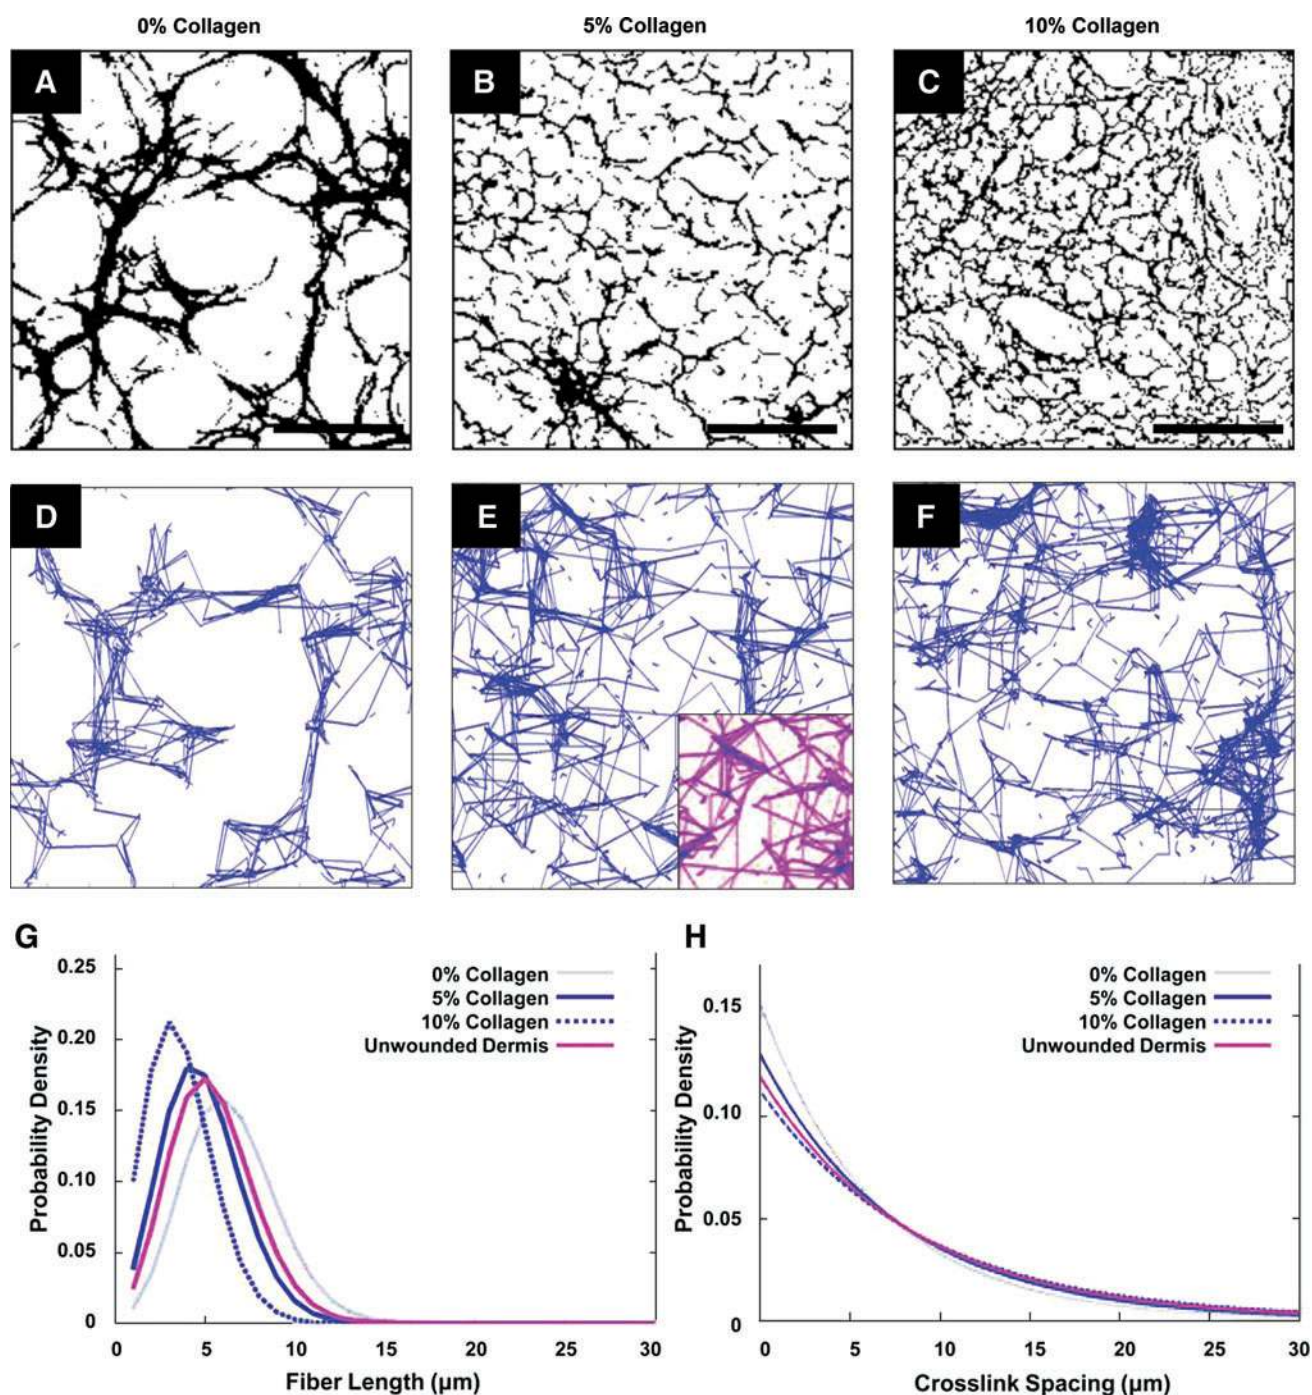 0% Collagen 5% Collagen 10% Collagen
A B C
D E F
G
0% Collagen
5% Collagen
10% Collagen
Unwounded Dermis
0.25
0.20
0.15
0.10
0.05
0
Probability Density
0 5 10 15 20 25 30
Fiber Length (µm)
H
0% Collagen
5% Collagen
10% Collagen
Unwounded Dermis
0.15
0.10
0.05
0
Probability Density
0 5 10 15 20 25 30
Crosslink Spacing (µm)